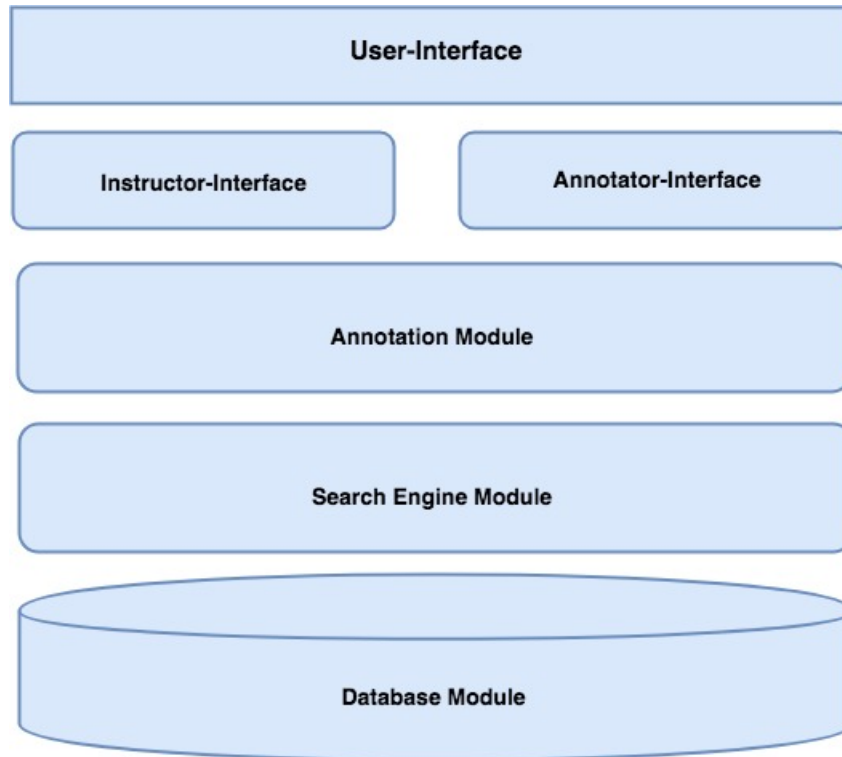 User-Interface
Instructor-Interface
Annotator-Interface
Annotation Module
Search Engine Module
Database Module